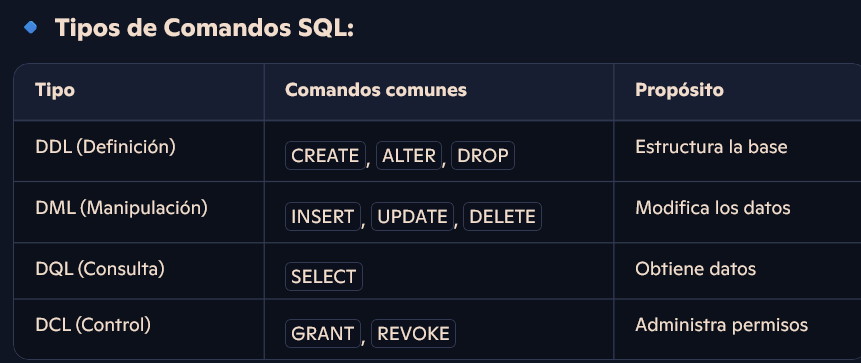 Tipos de Comandos SQL:
Tipo Comandos comunes Propósito
DDL (Definición) CREATE, ALTER, DROP Estructura la base
DML (Manipulación) INSERT, UPDATE, DELETE Modifica los datos
DQL (Consulta) SELECT Obtiene datos
DCL (Control) GRANT, REVOKE Administra permisos